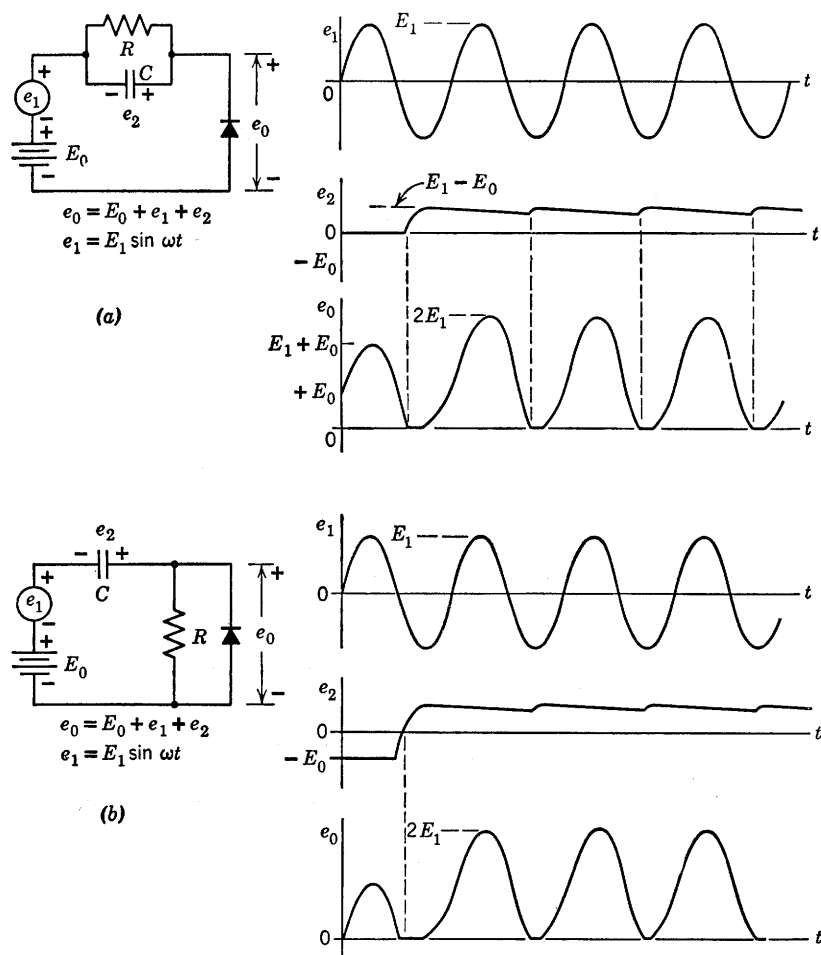 R
C
+
e₁
− +
e₂
−
+
E₀
−
+
e₀
−
e₀ = E₀ + e₁ + e₂
e₁ = E₁ sin ωt
(a)
e₁
E₁
0
t
e₂
E₁ − E₀
0
t
− E₀
e₀
2E₁
E₁ + E₀
+ E₀
0
t
e₂
− +
C
+
e₁
−
+
E₀
−
R
+
e₀
−
e₀ = E₀ + e₁ + e₂
e₁ = E₁ sin ωt
(b)
e₁
E₁
0
t
e₂
0
t
− E₀
e₀
2E₁
0
t